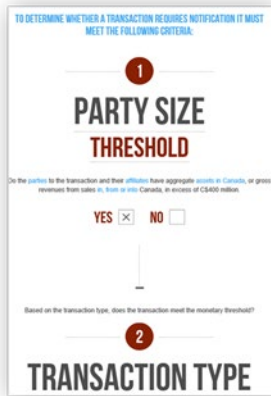 TO DETERMINE WHETHER A TRANSACTION REQUIRES NOTIFICATION IT MUST
MEET THE FOLLOWING CRITERIA:
1
PARTY SIZE
THRESHOLD
Do the parties to the transaction and their affiliates have aggregate assets in Canada, or gross
revenues from sales in, from or into Canada, in excess of C$400 million.
YES NO
Based on the transaction type, does the transaction meet the monetary threshold?
2
TRANSACTION TYPE